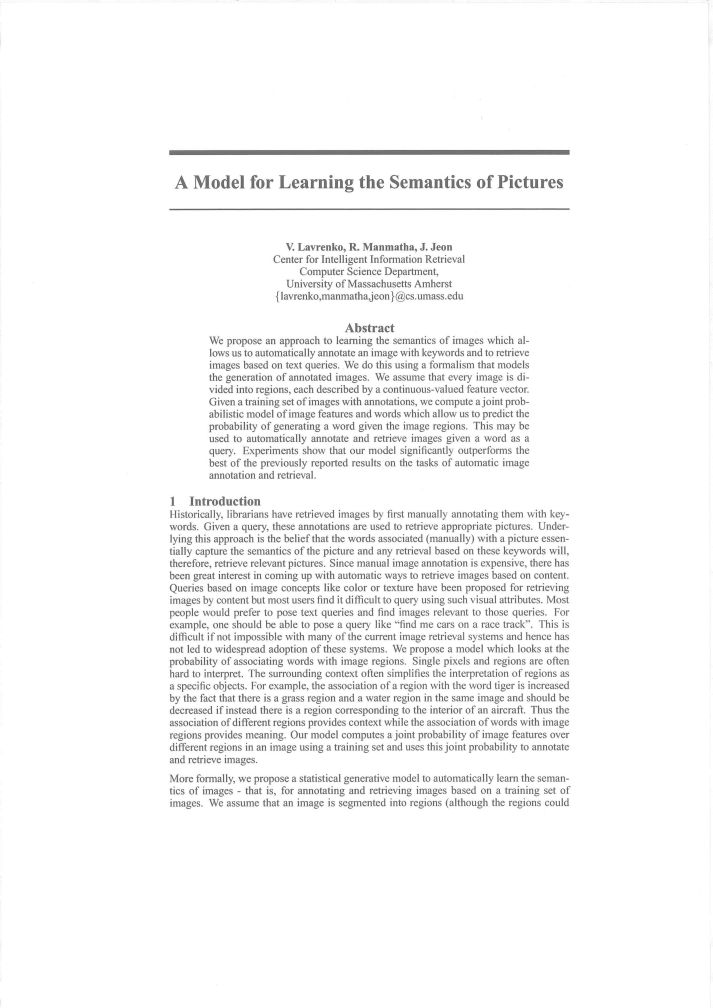 A Model for Learning the Semantics of Pictures
V. Lavrenko, R. Manmatha, J. Jeon
Center for Intelligent Information Retrieval
Computer Science Department,
University of Massachusetts Amherst
{lavrenko,manmatha,jeon}@cs.umass.edu
Abstract
We propose an approach to learning the semantics of images which al-
lows us to automatically annotate an image with keywords and to retrieve
images based on text queries. We do this using a formalism that models
the generation of annotated images. We assume that every image is di-
vided into regions, each described by a continuous-valued feature vector.
Given a training set of images with annotations, we compute a joint prob-
abilistic model of image features and words which allow us to predict the
probability of generating a word given the image regions. This may be
used to automatically annotate and retrieve images given a word as a
query. Experiments show that our model significantly outperforms the
best of the previously reported results on the tasks of automatic image
annotation and retrieval.
1 Introduction
Historically, librarians have retrieved images by first manually annotating them with key-
words. Given a query, these annotations are used to retrieve appropriate pictures. Under-
lying this approach is the belief that the words associated (manually) with a picture essen-
tially capture the semantics of the picture and any retrieval based on these keywords will,
therefore, retrieve relevant pictures. Since manual image annotation is expensive, there has
been great interest in coming up with automatic ways to retrieve images based on content.
Queries based on image concepts like color or texture have been proposed for retrieving
images by content but most users find it difficult to query using such visual attributes. Most
people would prefer to pose text queries and find images relevant to those queries. For
example, one should be able to pose a query like “find me cars on a race track”. This is
difficult if not impossible with many of the current image retrieval systems and hence has
not led to widespread adoption of these systems. We propose a model which looks at the
probability of associating words with image regions. Single pixels and regions are often
hard to interpret. The surrounding context often simplifies the interpretation of regions as
a specific objects. For example, the association of a region with the word tiger is increased
by the fact that there is a grass region and a water region in the same image and should be
decreased if instead there is a region corresponding to the interior of an aircraft. Thus the
association of different regions provides context while the association of words with image
regions provides meaning. Our model computes a joint probability of image features over
different regions in an image using a training set and uses this joint probability to annotate
and retrieve images.
More formally, we propose a statistical generative model to automatically learn the seman-
tics of images - that is, for annotating and retrieving images based on a training set of
images. We assume that an image is segmented into regions (although the regions could